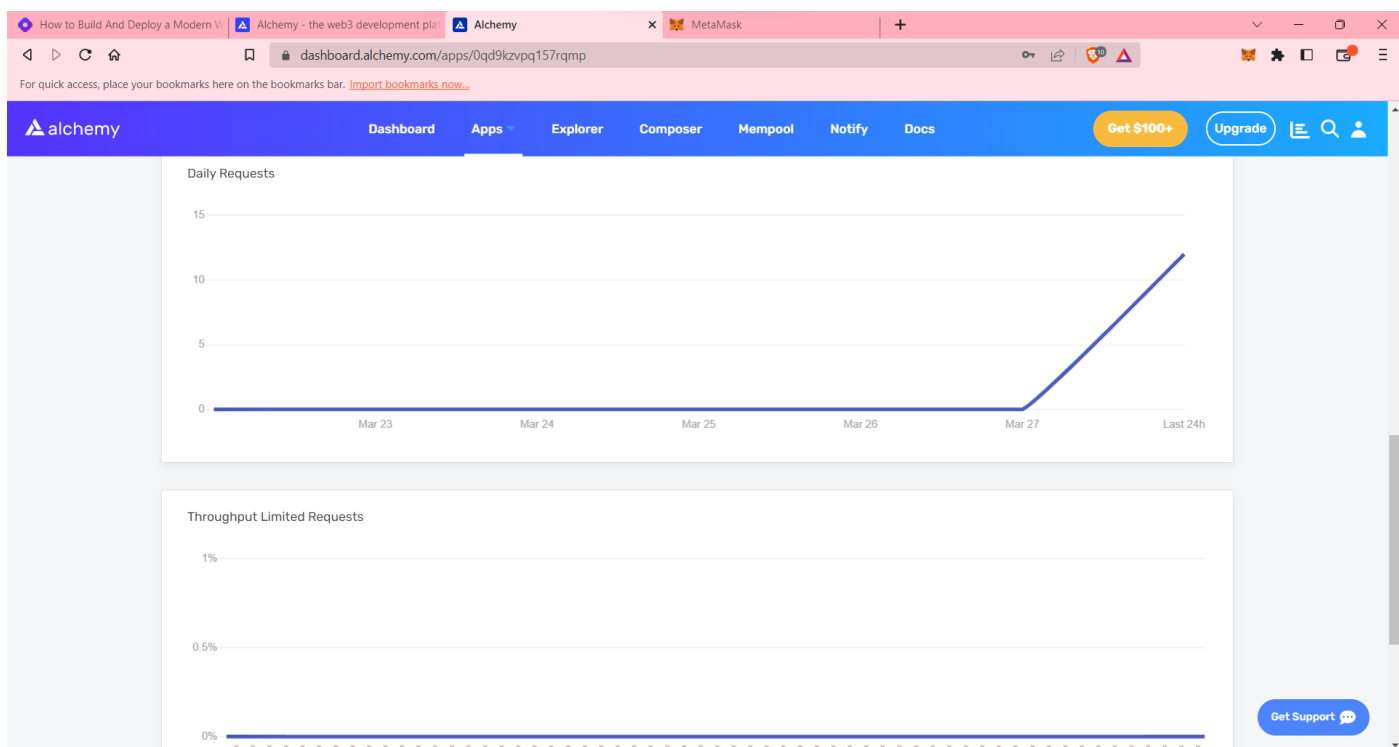 How to Build And Deploy a Modern W
Alchemy - the web3 development plat
Alchemy
MetaMask
dashboard.alchemy.com/apps/0qd9kzvpq157rqmp
10
For quick access, place your bookmarks here on the bookmarks bar. Import bookmarks now...
alchemy
Dashboard
Apps
Explorer
Composer
Mempool
Notify
Docs
Get $100+
Upgrade
Daily Requests
15
10
5
0
Mar 23
Mar 24
Mar 25
Mar 26
Mar 27
Last 24h
Throughput Limited Requests
1%
0.5%
0%
Get Support